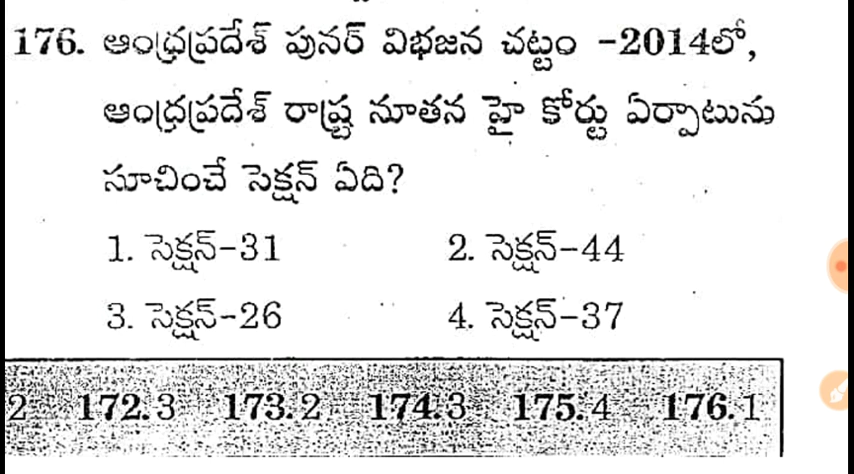 176. ఆంధ్రప్రదేశ్ పునర్ విభజన చట్టం -2014లో,
ఆంధ్రప్రదేశ్ రాష్ట్ర నూతన హై కోర్టు ఏర్పాటును
సూచించే సెక్షన్ ఏది?
1. సెక్షన్-31 2. సెక్షన్-44
3. సెక్షన్-26 4. సెక్షన్-37
2 172.3 173.2 174.3 175.4 176.1